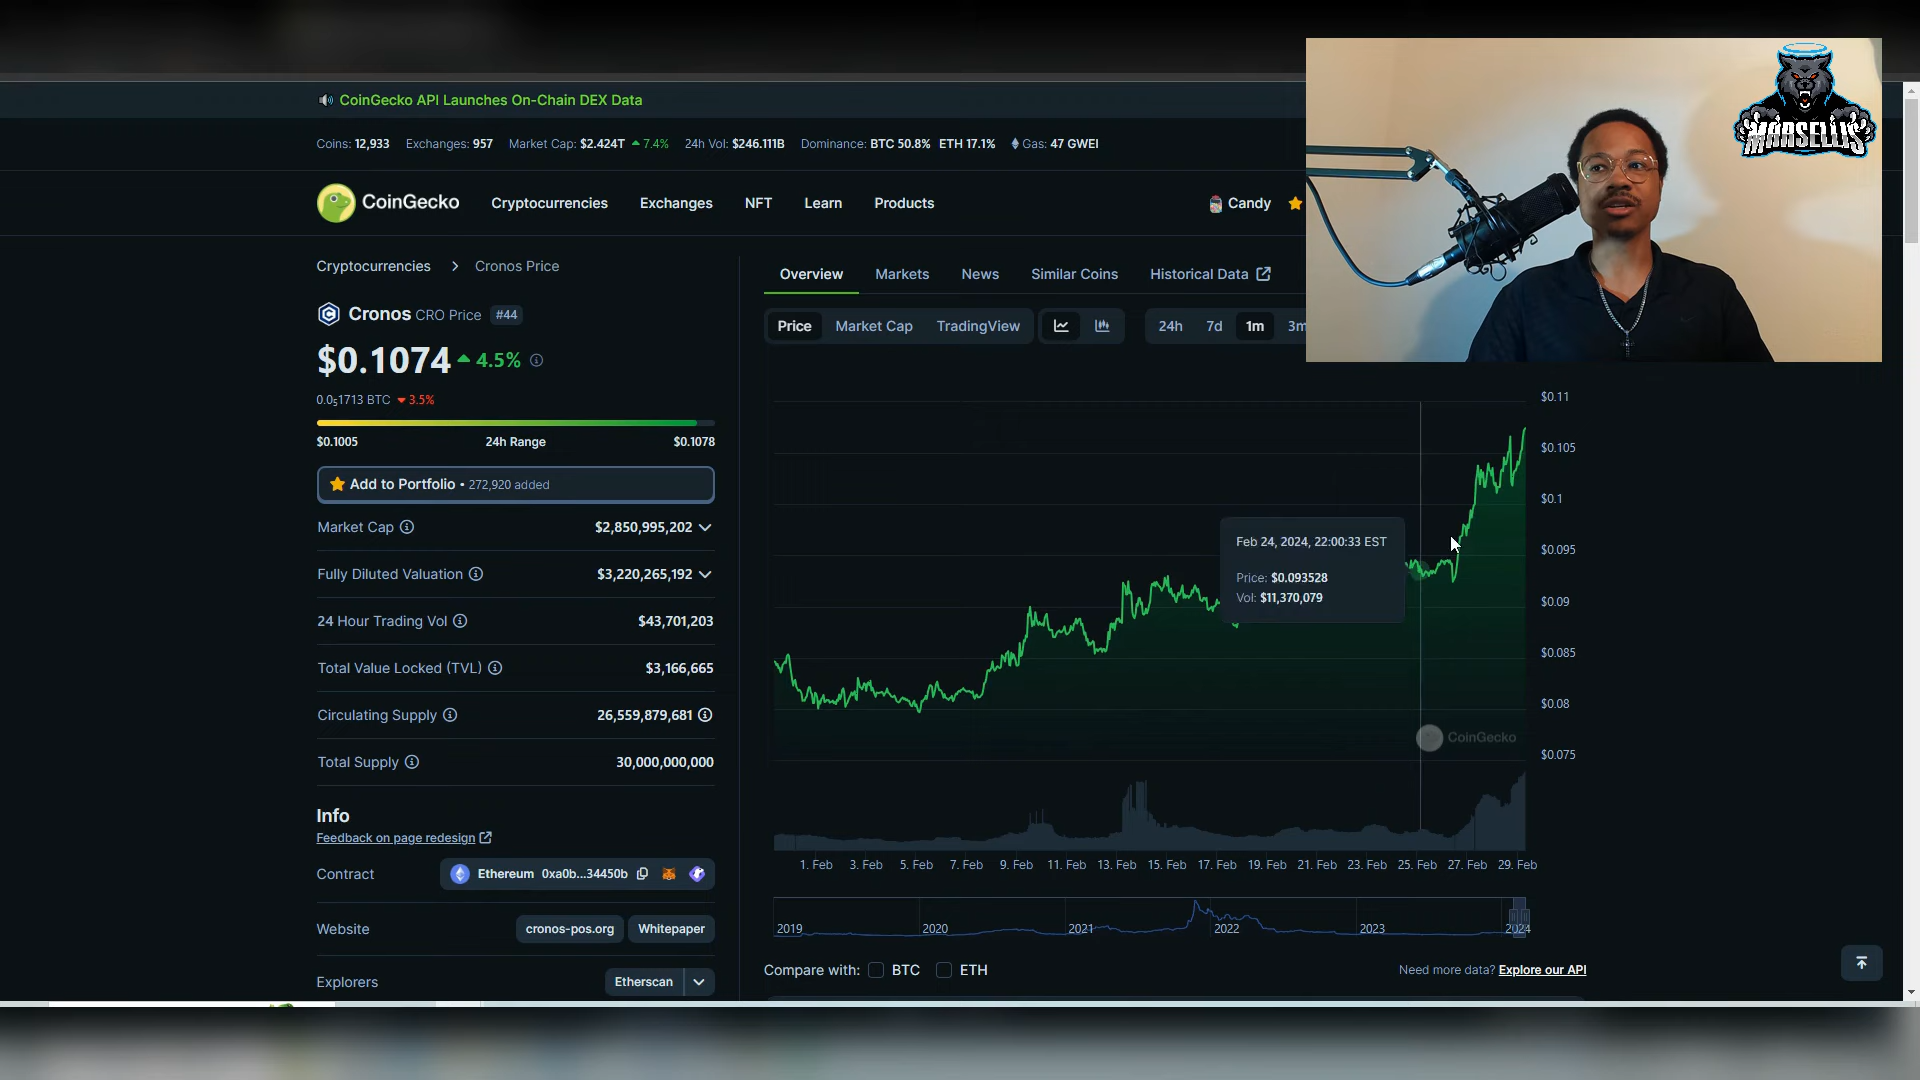 CoinGecko API Launches On-Chain DEX Data
MARSELLIS
Coins: 12,933 Exchanges: 957 Market Cap: $2.424T 7.4% 24h Vol: $246.111B Dominance: BTC 50.8% ETH 17.1% Gas: 47 GWEI
CoinGecko Cryptocurrencies Exchanges NFT Learn Products Candy
Cryptocurrencies > Cronos Price
Overview Markets News Similar Coins Historical Data
Cronos CRO Price #44
Price Market Cap TradingView 24h 7d 1m 3m
$0.1074 4.5%
0.0₅1713 BTC 3.5%
$0.1005 24h Range $0.1078
Add to Portfolio • 272,920 added
Market Cap $2,850,995,202
Fully Diluted Valuation $3,220,265,192
24 Hour Trading Vol $43,701,203
Total Value Locked (TVL) $3,166,665
Circulating Supply 26,559,879,681
Total Supply 30,000,000,000
Info
Feedback on page redesign
Contract Ethereum 0xa0b...34450b
Website cronos-pos.org Whitepaper
Explorers Etherscan
$0.11
$0.105
$0.1
$0.095
$0.09
$0.085
$0.08
$0.075
Feb 24, 2024, 22:00:33 EST
Price: $0.093528
Vol: $11,370,079
CoinGecko
1. Feb 3. Feb 5. Feb 7. Feb 9. Feb 11. Feb 13. Feb 15. Feb 17. Feb 19. Feb 21. Feb 23. Feb 25. Feb 27. Feb 29. Feb
2019 2020 2021 2022 2023 2024
Compare with: BTC ETH
Need more data? Explore our API